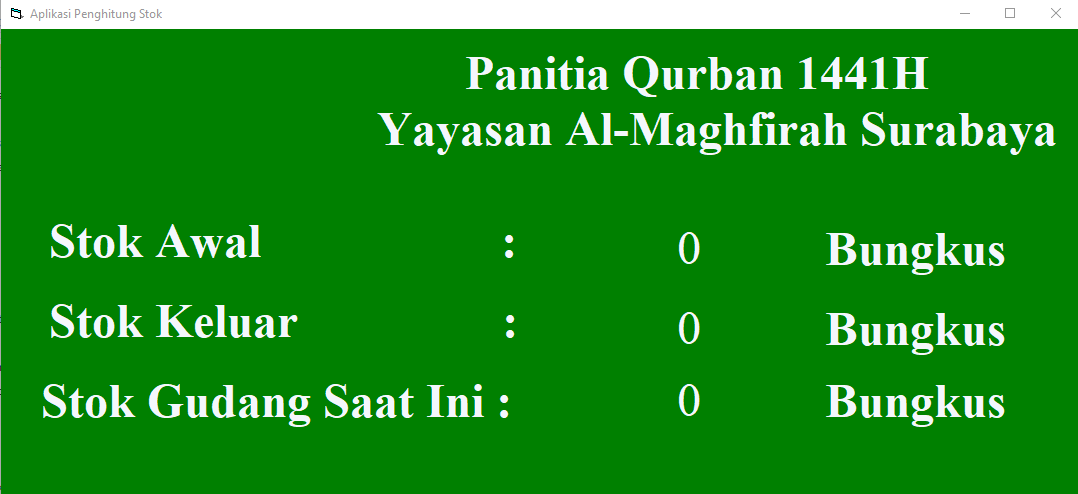 Aplikasi Penghitung Stok
Panitia Qurban 1441H
Yayasan Al-Maghfirah Surabaya
Stok Awal : 0 Bungkus
Stok Keluar : 0 Bungkus
Stok Gudang Saat Ini : 0 Bungkus